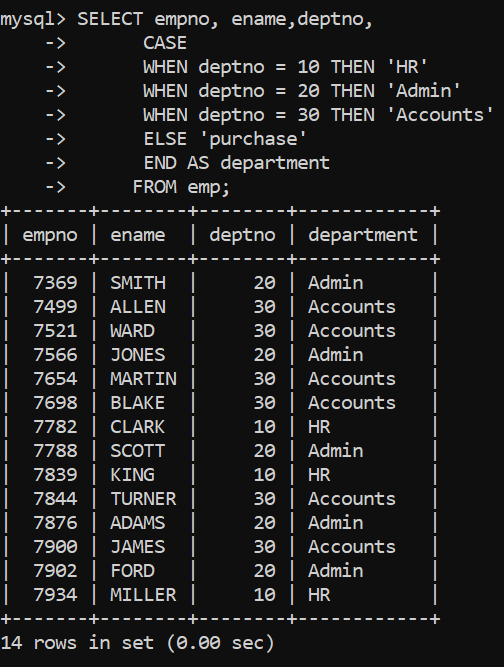 mysql> SELECT empno, ename,deptno,
    ->       CASE
    ->       WHEN deptno = 10 THEN 'HR'
    ->       WHEN deptno = 20 THEN 'Admin'
    ->       WHEN deptno = 30 THEN 'Accounts'
    ->       ELSE 'purchase'
    ->       END AS department
    ->      FROM emp;
+-------+--------+--------+------------+
| empno | ename  | deptno | department |
+-------+--------+--------+------------+
|  7369 | SMITH  |     20 | Admin      |
|  7499 | ALLEN  |     30 | Accounts   |
|  7521 | WARD   |     30 | Accounts   |
|  7566 | JONES  |     20 | Admin      |
|  7654 | MARTIN |     30 | Accounts   |
|  7698 | BLAKE  |     30 | Accounts   |
|  7782 | CLARK  |     10 | HR         |
|  7788 | SCOTT  |     20 | Admin      |
|  7839 | KING   |     10 | HR         |
|  7844 | TURNER |     30 | Accounts   |
|  7876 | ADAMS  |     20 | Admin      |
|  7900 | JAMES  |     30 | Accounts   |
|  7902 | FORD   |     20 | Admin      |
|  7934 | MILLER |     10 | HR         |
+-------+--------+--------+------------+
14 rows in set (0.00 sec)